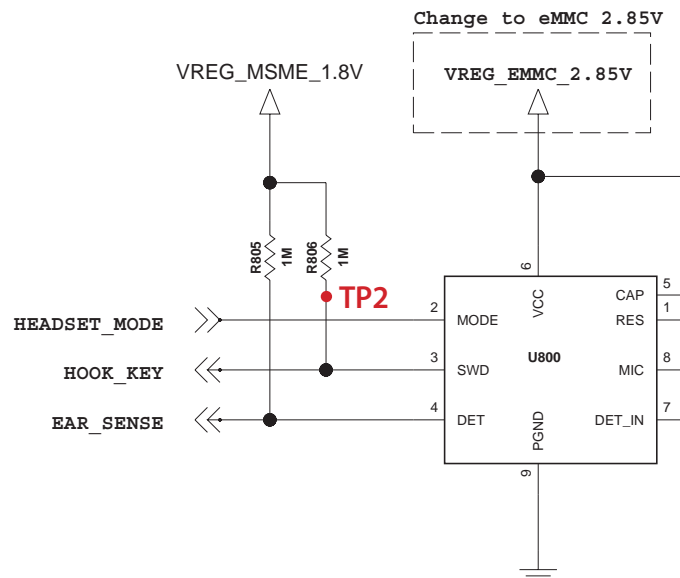 Change to eMMC 2.85V
VREG_MSME_1.8V
VREG_EMMC_2.85V
R805
1M
R806
1M
TP2
HEADSET_MODE
HOOK_KEY
EAR_SENSE
2
3
4
6
5
1
8
7
9
MODE
SWD
DET
VCC
U800
PGND
CAP
RES
MIC
DET_IN